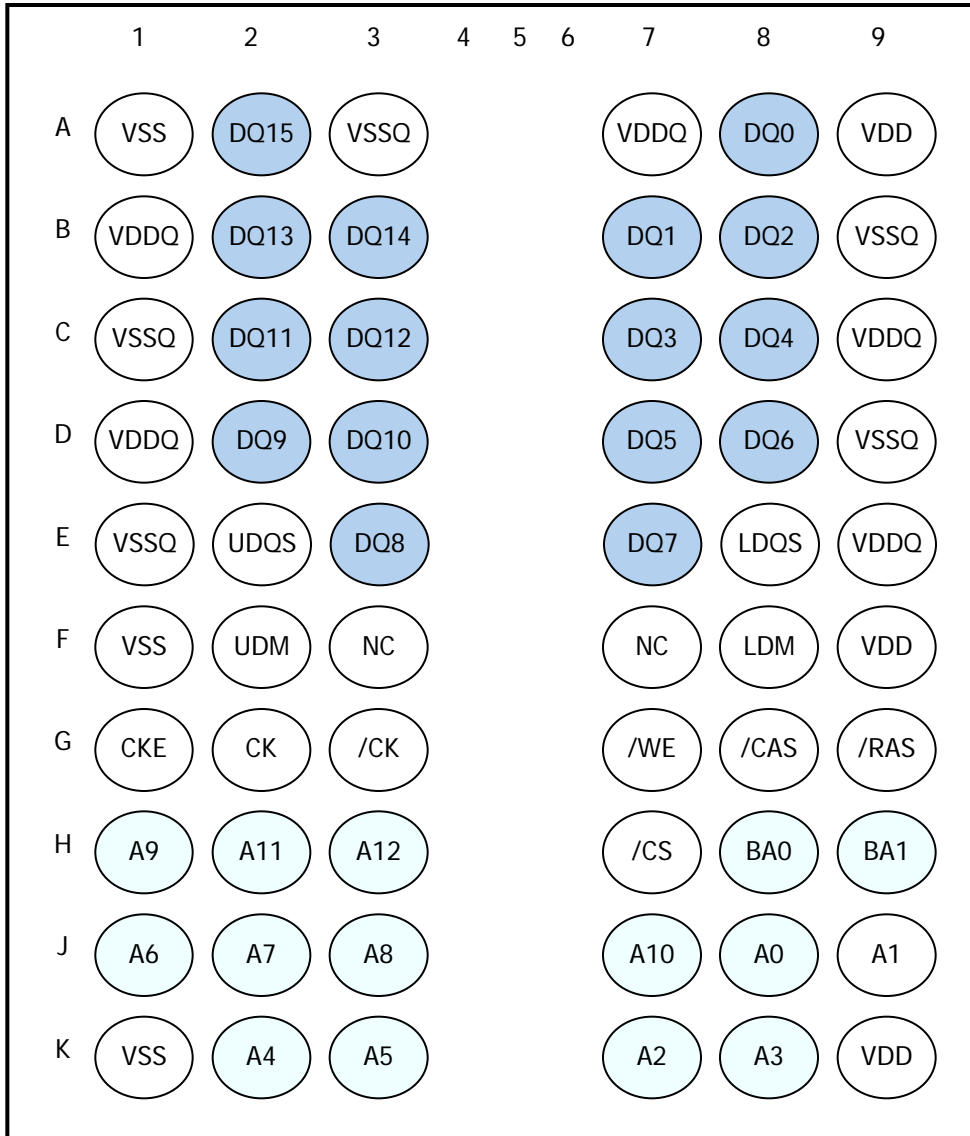 1 2 3 4 5 6 7 8 9
A VSS DQ15 VSSQ VDDQ DQ0 VDD
B VDDQ DQ13 DQ14 DQ1 DQ2 VSSQ
C VSSQ DQ11 DQ12 DQ3 DQ4 VDDQ
D VDDQ DQ9 DQ10 DQ5 DQ6 VSSQ
E VSSQ UDQS DQ8 DQ7 LDQS VDDQ
F VSS UDM NC NC LDM VDD
G CKE CK /CK /WE /CAS /RAS
H A9 A11 A12 /CS BA0 BA1
J A6 A7 A8 A10 A0 A1
K VSS A4 A5 A2 A3 VDD